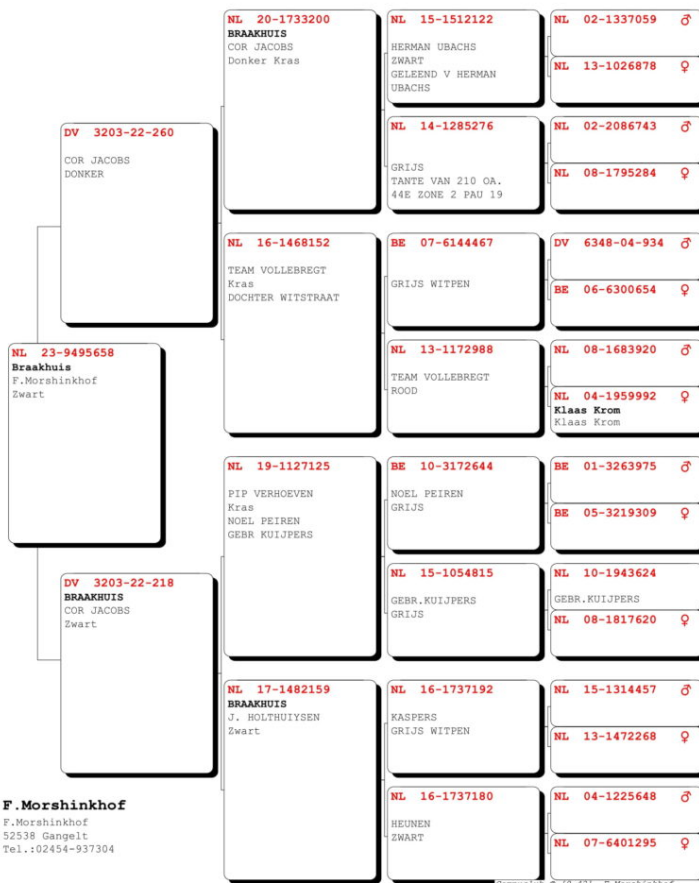 NL 23-9495658
Braakhuis
F.Morshinkhof
Zwart
DV 3203-22-260
COR JACOBS
DONKER
DV 3203-22-218
BRAAKHUIS
COR JACOBS
Zwart
NL 20-1733200
BRAAKHUIS
COR JACOBS
Donker Kras
NL 16-1468152
TEAM VOLLEBREGT
Kras
DOCHTER WITSTRAAT
NL 19-1127125
PIP VERHOEVEN
Kras
NOEL PEIREN
GEBR KUIJPERS
NL 17-1482159
BRAAKHUIS
J. HOLTHUIYSEN
Zwart
NL 15-1512122
HERMAN UBACHS
ZWART
GELEEND V HERMAN
UBACHS
NL 14-1285276
GRIJS
TANTE VAN 210 OA.
44E ZONE 2 PAU 19
BE 07-6144467
GRIJS WITPEN
NL 13-1172988
TEAM VOLLEBREGT
ROOD
BE 10-3172644
NOEL PEIREN
GRIJS
NL 15-1054815
GEBR.KUIJPERS
GRIJS
NL 16-1737192
KASPERS
GRIJS WITPEN
NL 16-1737180
HEUNEN
ZWART
NL 02-1337059 ♂
NL 13-1026878 ♀
NL 02-2086743 ♂
NL 08-1795284 ♀
DV 6348-04-934 ♂
BE 06-6300654 ♀
NL 08-1683920 ♂
NL 04-1959992 ♀
Klaas Krom
Klaas Krom
BE 01-3263975 ♂
BE 05-3219309 ♀
NL 10-1943624
GEBR.KUIJPERS
NL 08-1817620 ♀
NL 15-1314457 ♂
NL 13-1472268 ♀
NL 04-1225648 ♂
NL 07-6401295 ♀
F.Morshinkhof
F.Morshinkhof
52538 Gangelt
Tel.:02454-937304